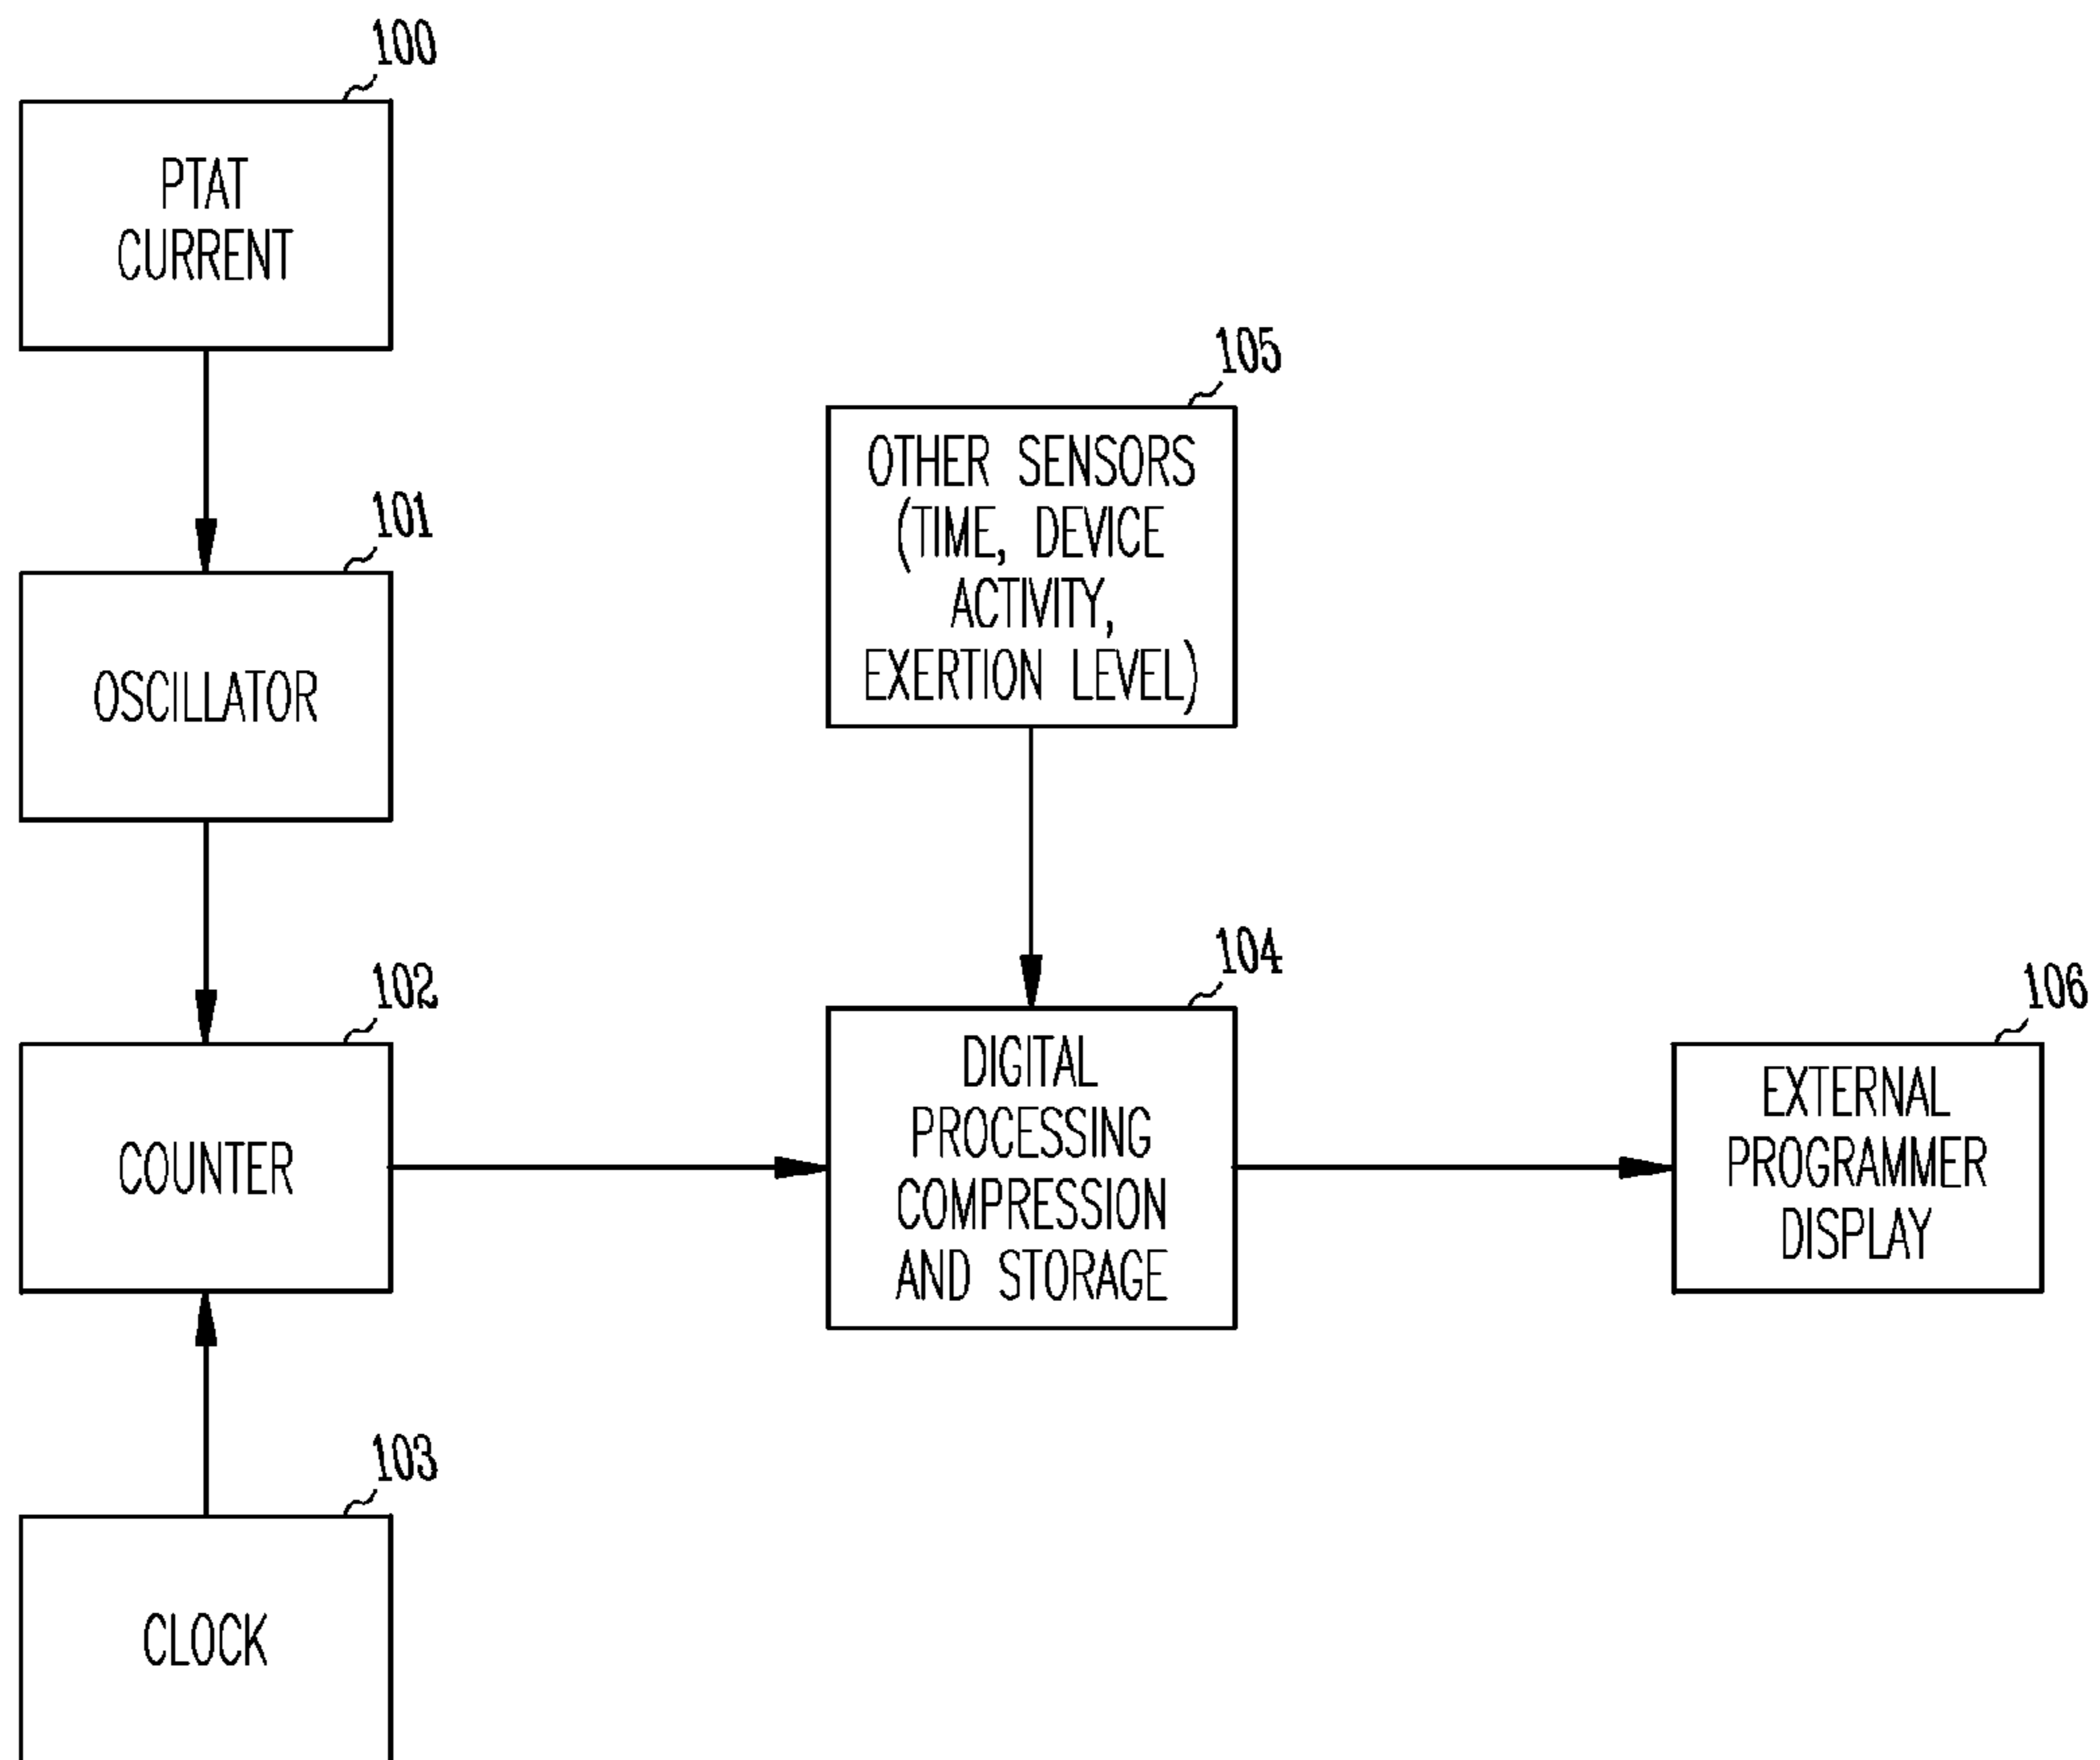 100
PTAT
CURRENT
101
OSCILLATOR
102
COUNTER
103
CLOCK
105
OTHER SENSORS
(TIME, DEVICE
ACTIVITY,
EXERTION LEVEL)
104
DIGITAL
PROCESSING
COMPRESSION
AND STORAGE
106
EXTERNAL
PROGRAMMER
DISPLAY